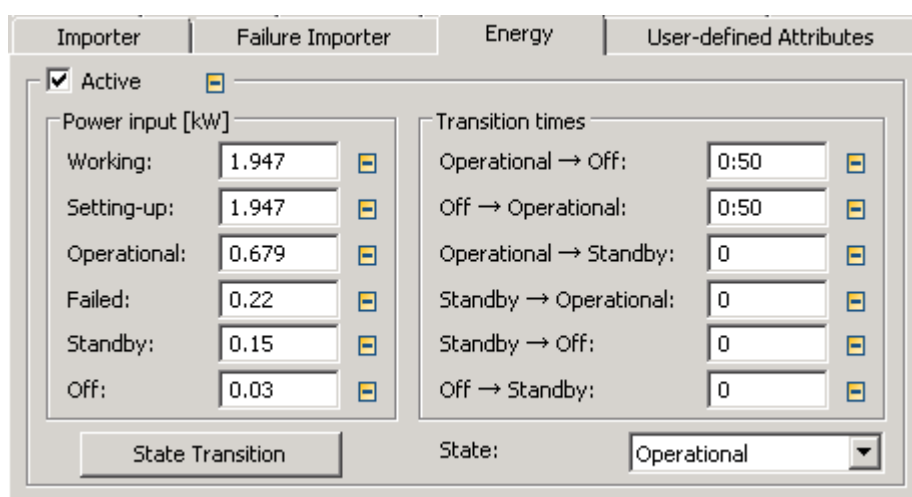 Importer
Failure Importer
Energy
User-defined Attributes
Active
Power input [kW]
Working: 1.947
Setting-up: 1.947
Operational: 0.679
Failed: 0.22
Standby: 0.15
Off: 0.03
State Transition
Transition times
Operational → Off: 0:50
Off → Operational: 0:50
Operational → Standby: 0
Standby → Operational: 0
Standby → Off: 0
Off → Standby: 0
State: Operational